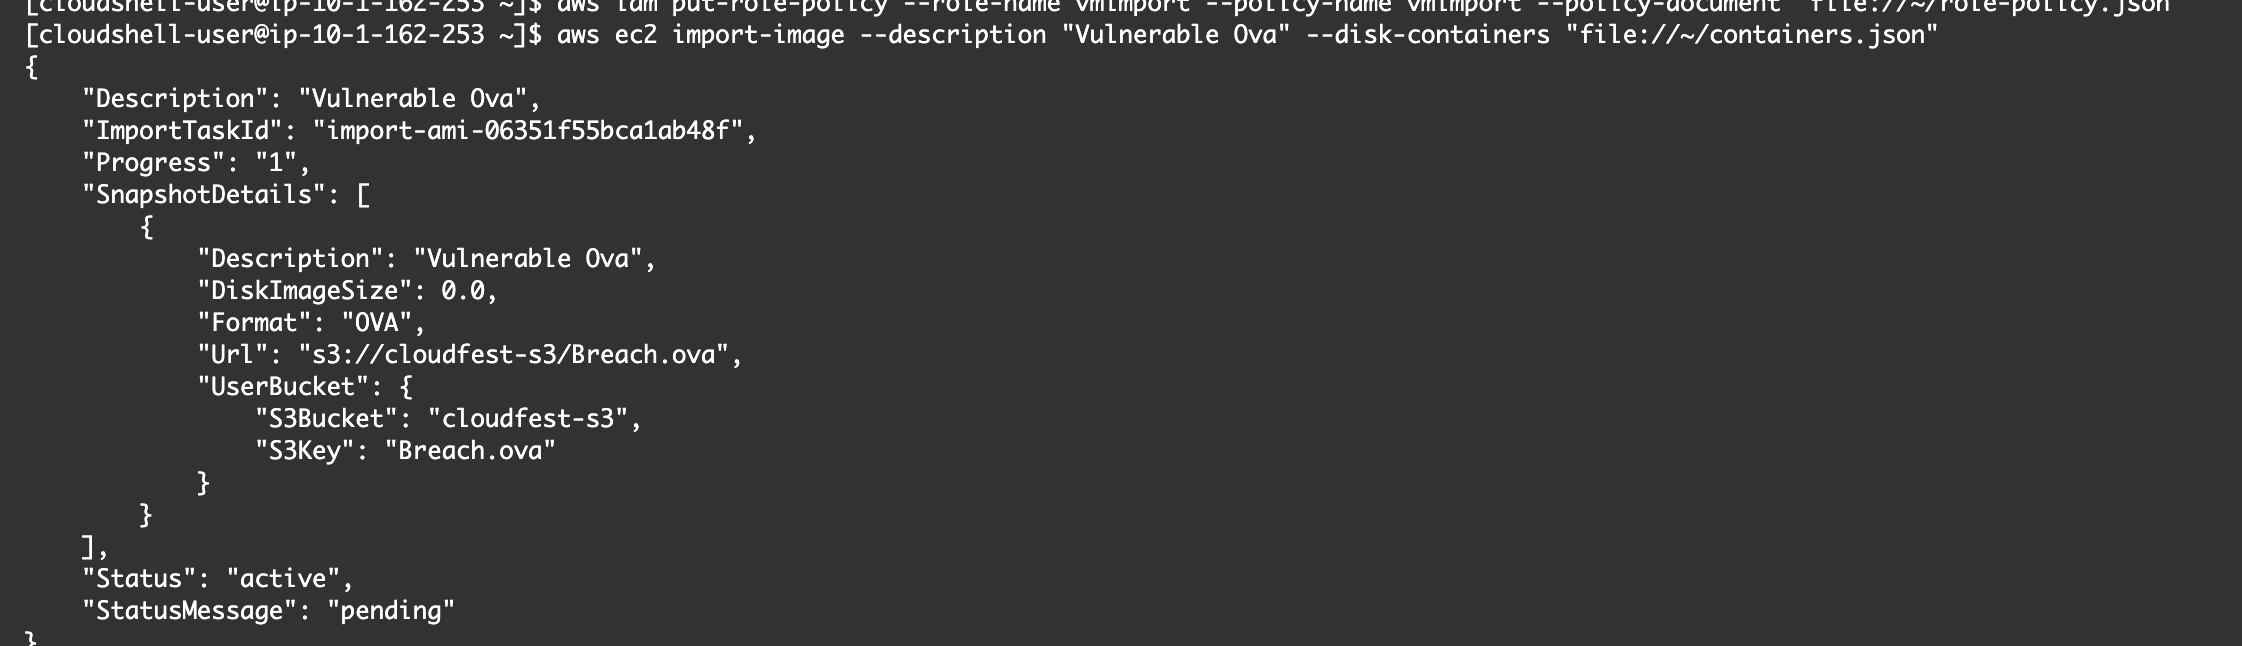 [cloudshell-user@ip-10-1-162-253 ~]$ aws iam put-role-policy --role-name vmimport --policy-name vmimport --policy-document "file://~/role-policy.json"
[cloudshell-user@ip-10-1-162-253 ~]$ aws ec2 import-image --description "Vulnerable Ova" --disk-containers "file://~/containers.json"
{
    "Description": "Vulnerable Ova",
    "ImportTaskId": "import-ami-06351f55bca1ab48f",
    "Progress": "1",
    "SnapshotDetails": [
        {
            "Description": "Vulnerable Ova",
            "DiskImageSize": 0.0,
            "Format": "OVA",
            "Url": "s3://cloudfest-s3/Breach.ova",
            "UserBucket": {
                "S3Bucket": "cloudfest-s3",
                "S3Key": "Breach.ova"
            }
        }
    ],
    "Status": "active",
    "StatusMessage": "pending"
}